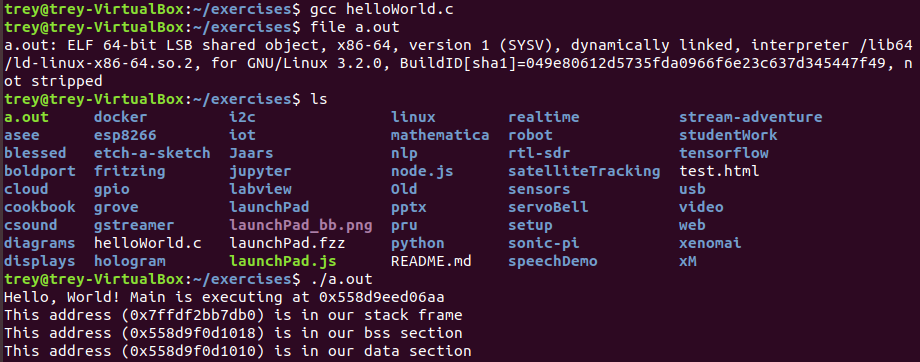 trey@trey-VirtualBox:~/exercises$ gcc helloWorld.c
trey@trey-VirtualBox:~/exercises$ file a.out
a.out: ELF 64-bit LSB shared object, x86-64, version 1 (SYSV), dynamically linked, interpreter /lib64
/ld-linux-x86-64.so.2, for GNU/Linux 3.2.0, BuildID[sha1]=049e80612d5735fda0966f6e23c637d345447f49, n
ot stripped
trey@trey-VirtualBox:~/exercises$ ls
a.out docker i2c linux realtime stream-adventure
asee esp8266 iot mathematica robot studentWork
blessed etch-a-sketch Jaars nlp rtl-sdr tensorflow
boldport fritzing jupyter node.js satelliteTracking test.html
cloud gpio labview Old sensors usb
cookbook grove launchPad pptx servoBell video
csound gstreamer launchPad_bb.png pru setup web
diagrams helloWorld.c launchPad.fzz python sonic-pi xenomai
displays hologram launchPad.js README.md speechDemo xM
trey@trey-VirtualBox:~/exercises$ ./a.out
Hello, World! Main is executing at 0x558d9eed06aa
This address (0x7ffdf2bb7db0) is in our stack frame
This address (0x558d9f0d1018) is in our bss section
This address (0x558d9f0d1010) is in our data section